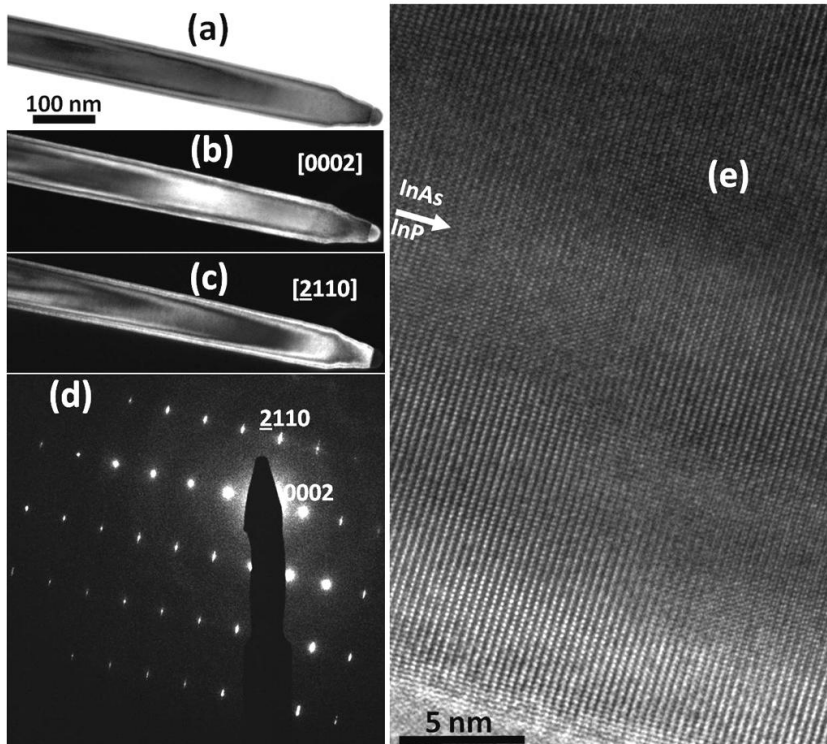 (a)
100 nm
(b)
[0002]
(c)
[2110]
(d)
2110
0002
(e)
InAs
InP
5 nm